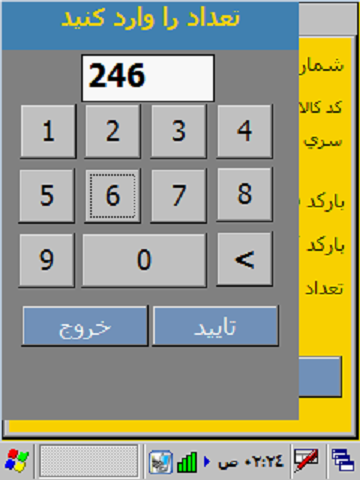 تعداد را وارد کنید
246
1 2 3 4
5 6 7 8
9 0 <
خروج تایید
شمار
کد کالا
سري
بارکد
بارکد
تعداد
۰۲:۲٤ ص